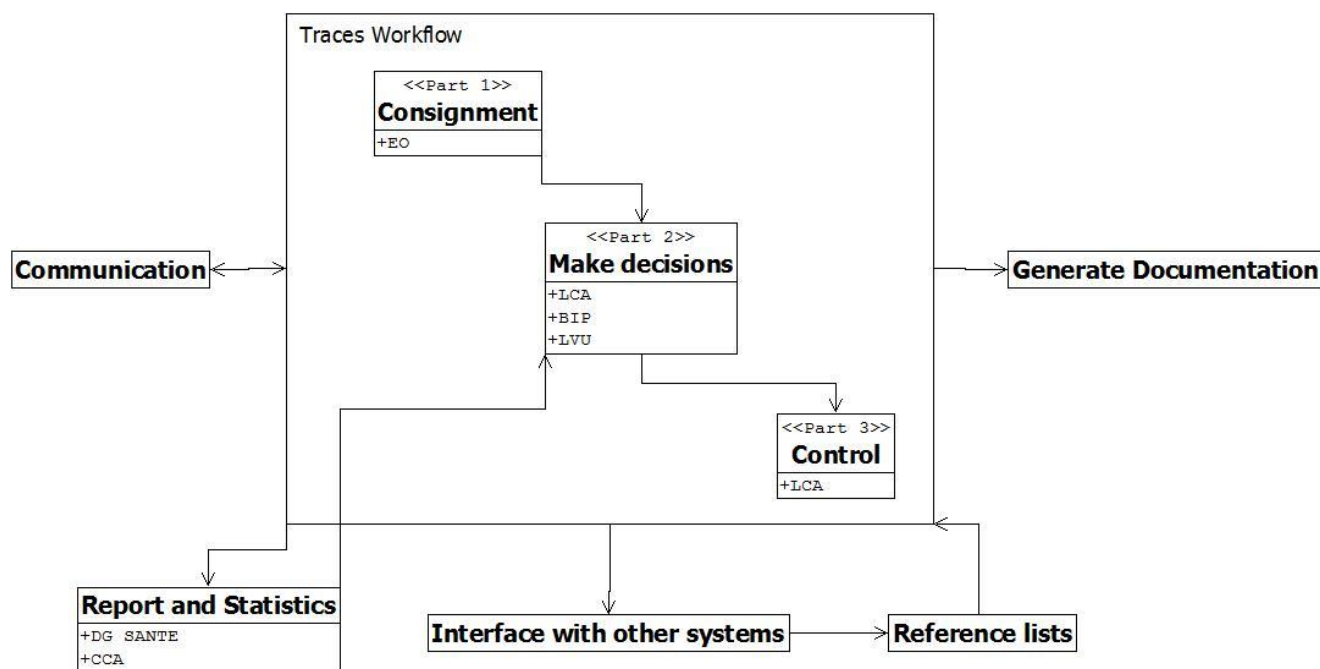 Traces Workflow
<<Part 1>>
Consignment
+EO
<<Part 2>>
Make decisions
+LCA
+BIP
+LVU
Communication
Generate Documentation
<<Part 3>>
Control
+LCA
Report and Statistics
+DG SANTE
+CCA
Interface with other systems
Reference lists